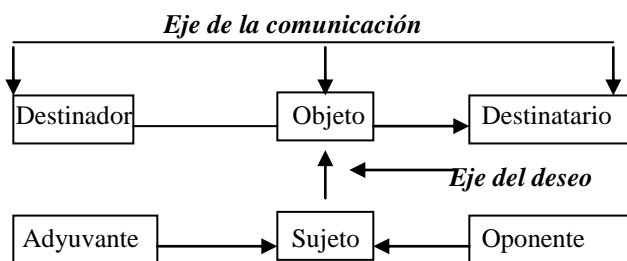 Eje de la comunicación
Destinador Objeto Destinatario
Eje del deseo
Adyuvante Sujeto Oponente